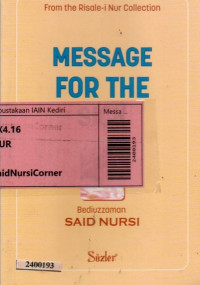 From the Risale-i Nur Collection
MESSAGE
FOR THE
ustakaan IAIN Kediri
Messa ...
X4.16
UR
aidNursiCorner
2400193
Bediuzzaman
SAID NURSI
Sözler
2400193